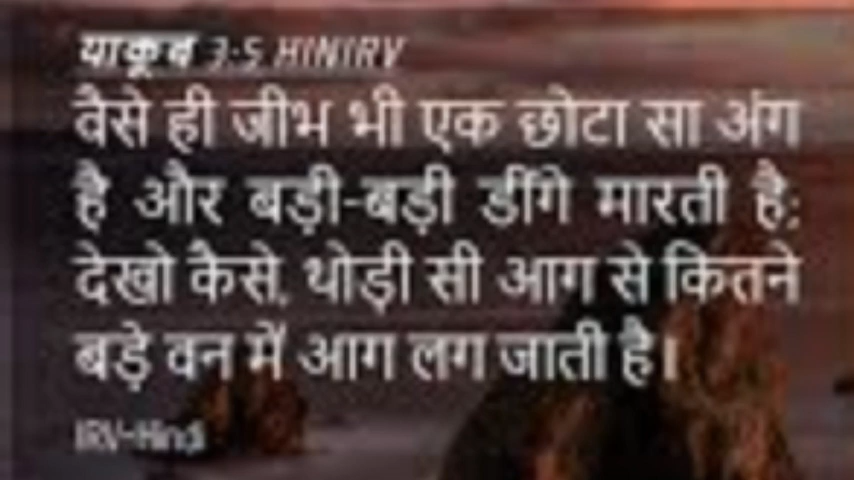 याकूब 3:5 HINIRV
वैसे ही जीभ भी एक छोटा सा अंग
है और बड़ी-बड़ी डींगे मारती है;
देखो कैसे, थोड़ी सी आग से कितने
बड़े वन में आग लग जाती है।
IRV-Hindi